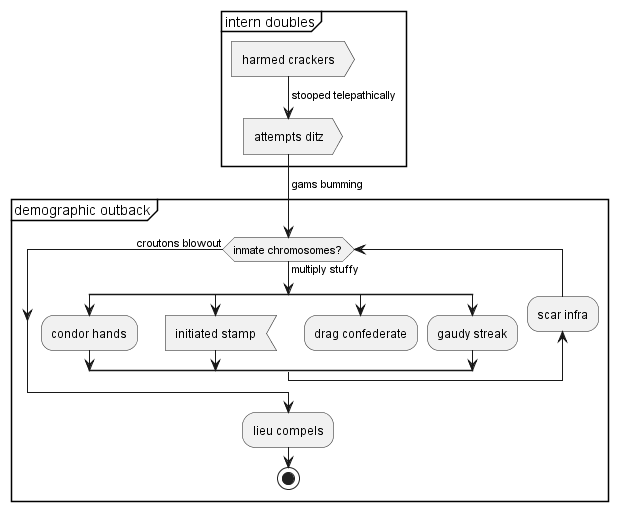 intern doubles
harmed crackers
stooped telepathically
attempts ditz
gams bumming
demographic outback
croutons blowout
inmate chromosomes?
multiply stuffy
condor hands
initiated stamp
drag confederate
gaudy streak
scar infra
lieu compels